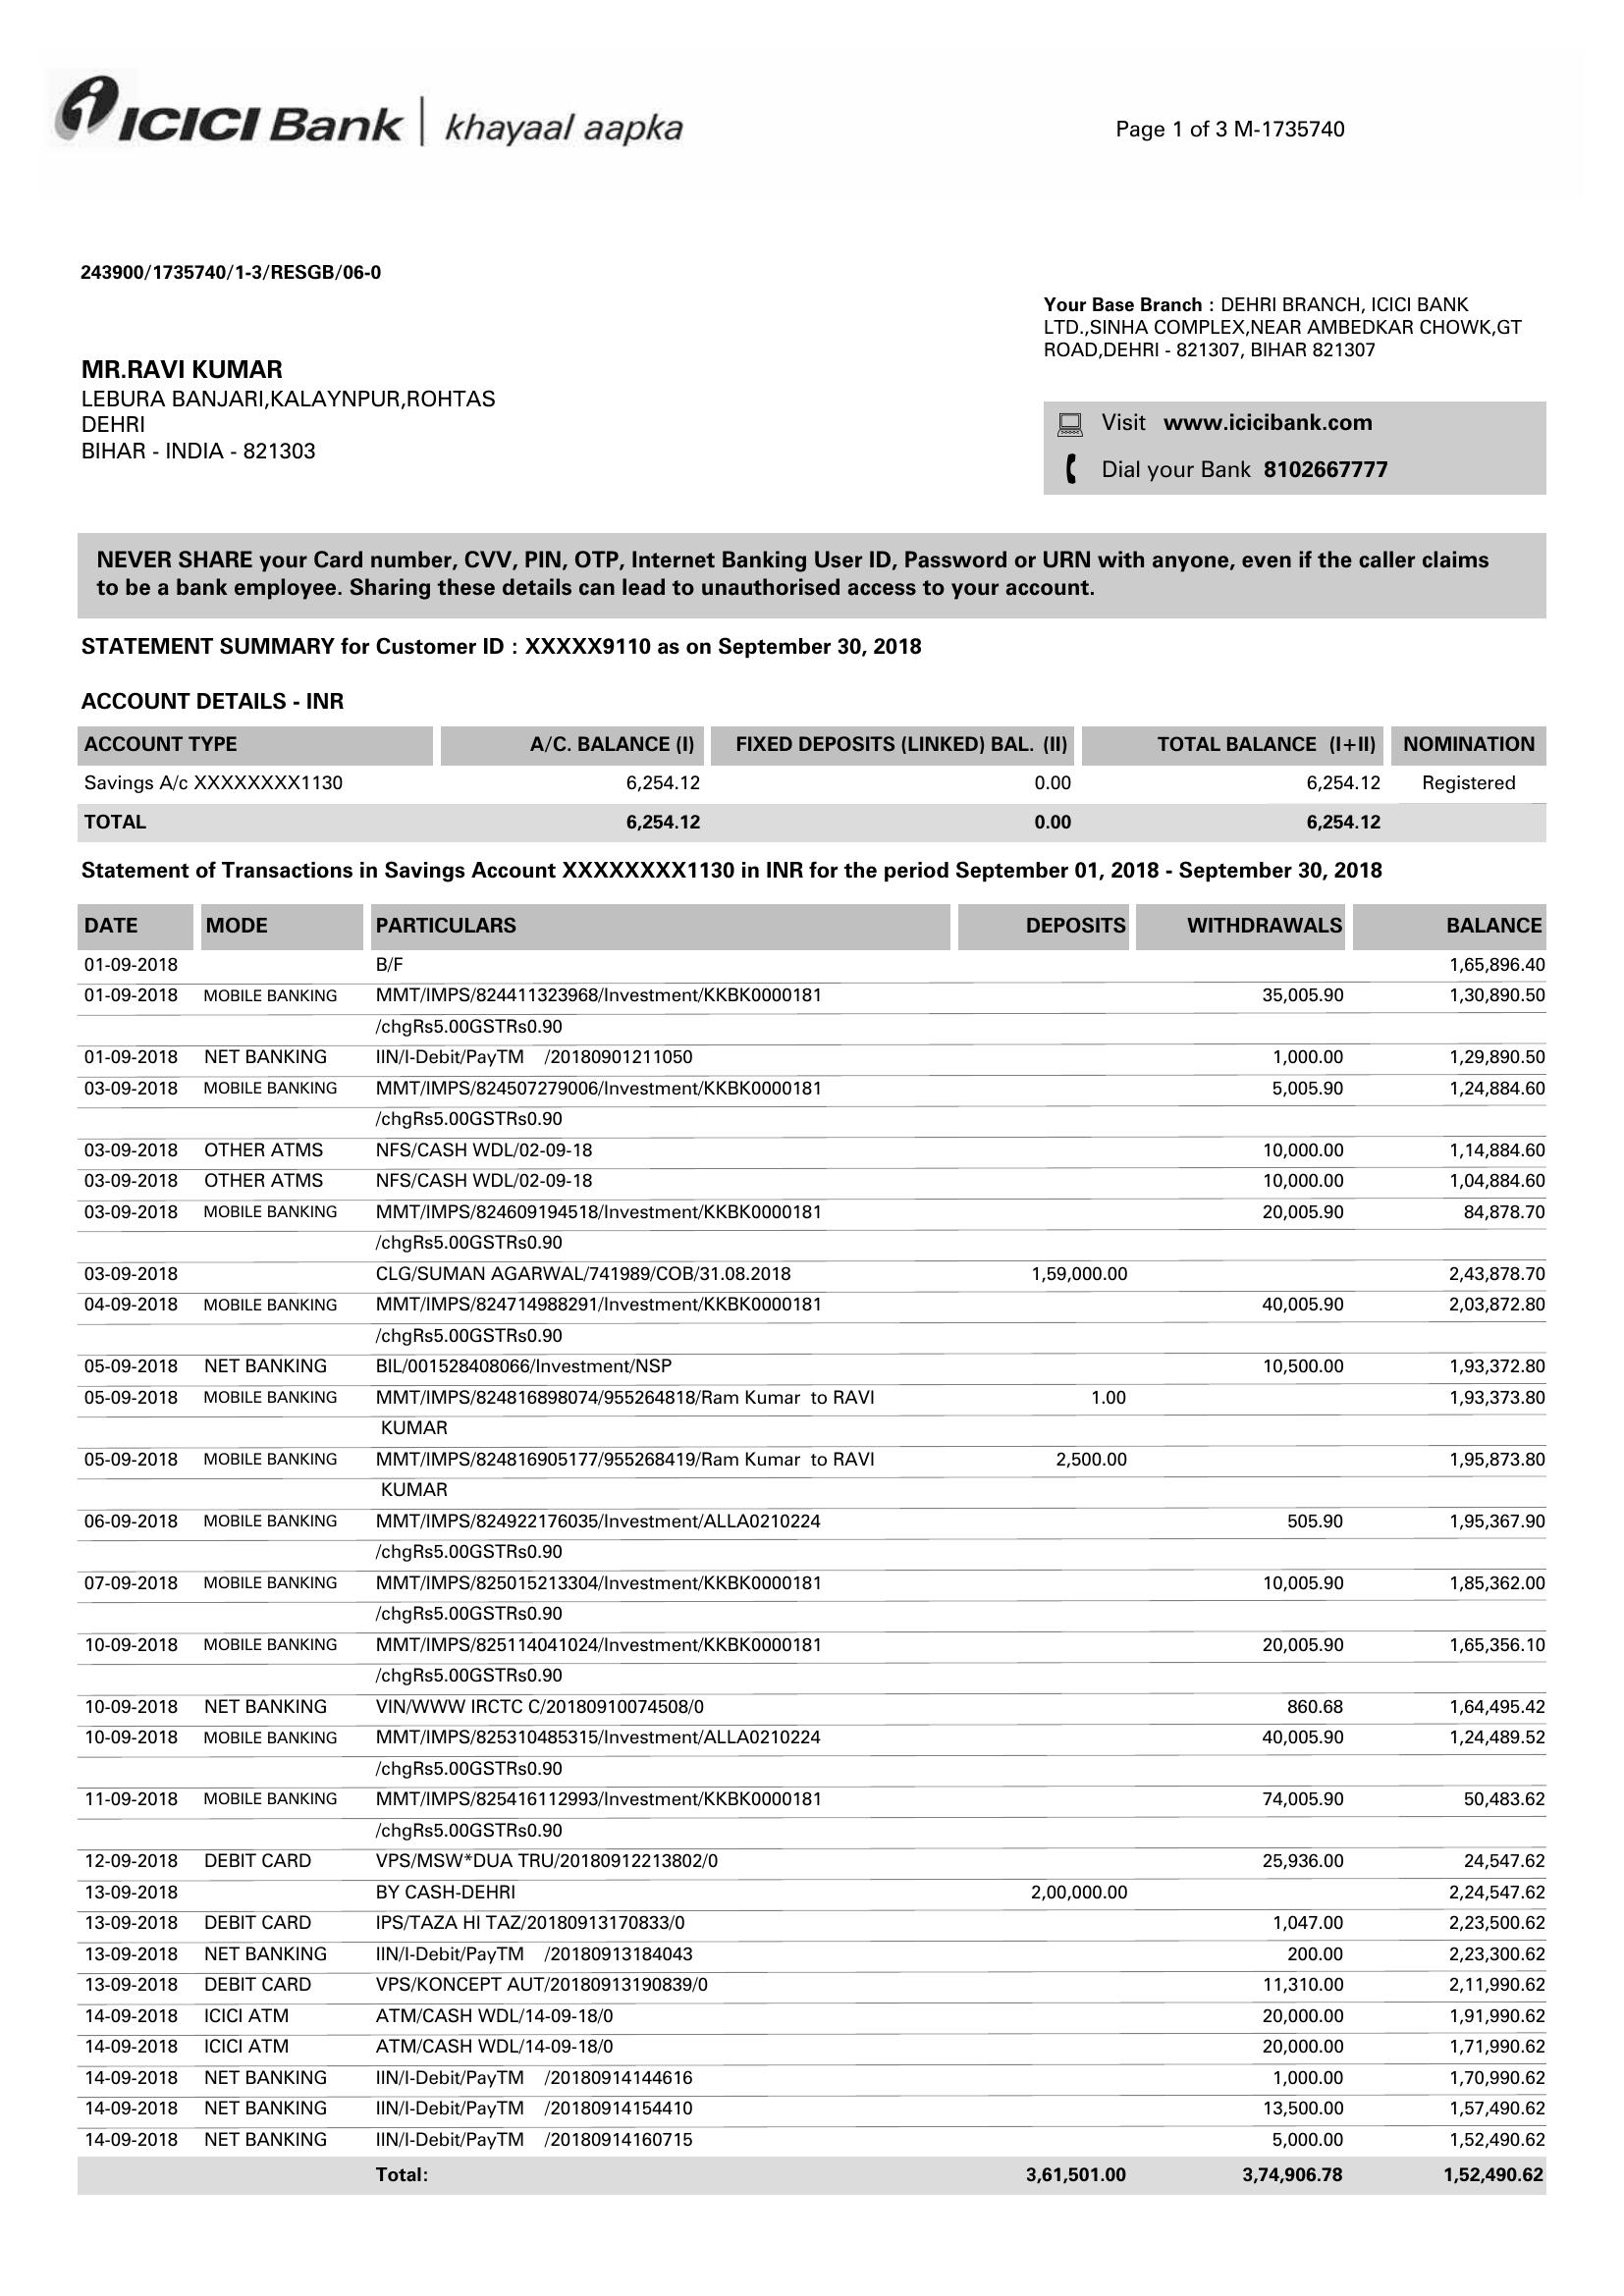 ICICI Bank | khayaal aapka
Page 1 of 3 M-1735740
243900/1735740/1-3/RESGB/06-0
Your Base Branch : DEHRI BRANCH, ICICI BANK
LTD.,SINHA COMPLEX,NEAR AMBEDKAR CHOWK,GT
ROAD,DEHRI - 821307, BIHAR 821307
MR.RAVI KUMAR
LEBURA BANJARI,KALAYNPUR,ROHTAS
DEHRI
BIHAR - INDIA - 821303
Visit www.icicibank.com
Dial your Bank 8102667777
NEVER SHARE your Card number, CVV, PIN, OTP, Internet Banking User ID, Password or URN with anyone, even if the caller claims
to be a bank employee. Sharing these details can lead to unauthorised access to your account.
STATEMENT SUMMARY for Customer ID : XXXXX9110 as on September 30, 2018
ACCOUNT DETAILS - INR
ACCOUNT TYPE A/C. BALANCE (I) FIXED DEPOSITS (LINKED) BAL. (II) TOTAL BALANCE (I+II) NOMINATION
Savings A/c XXXXXXXX1130 6,254.12 0.00 6,254.12 Registered
TOTAL 6,254.12 0.00 6,254.12
Statement of Transactions in Savings Account XXXXXXXX1130 in INR for the period September 01, 2018 - September 30, 2018
DATE MODE PARTICULARS DEPOSITS WITHDRAWALS BALANCE
01-09-2018 B/F 1,65,896.40
01-09-2018 MOBILE BANKING MMT/IMPS/824411323968/Investment/KKBK0000181 35,005.90 1,30,890.50
/chgRs5.00GSTRs0.90
01-09-2018 NET BANKING IIN/I-Debit/PayTM /20180901211050 1,000.00 1,29,890.50
03-09-2018 MOBILE BANKING MMT/IMPS/824507279006/Investment/KKBK0000181 5,005.90 1,24,884.60
/chgRs5.00GSTRs0.90
03-09-2018 OTHER ATMS NFS/CASH WDL/02-09-18 10,000.00 1,14,884.60
03-09-2018 OTHER ATMS NFS/CASH WDL/02-09-18 10,000.00 1,04,884.60
03-09-2018 MOBILE BANKING MMT/IMPS/824609194518/Investment/KKBK0000181 20,005.90 84,878.70
/chgRs5.00GSTRs0.90
03-09-2018 CLG/SUMAN AGARWAL/741989/COB/31.08.2018 1,59,000.00 2,43,878.70
04-09-2018 MOBILE BANKING MMT/IMPS/824714988291/Investment/KKBK0000181 40,005.90 2,03,872.80
/chgRs5.00GSTRs0.90
05-09-2018 NET BANKING BIL/001528408066/Investment/NSP 10,500.00 1,93,372.80
05-09-2018 MOBILE BANKING MMT/IMPS/824816898074/955264818/Ram Kumar to RAVI 1.00 1,93,373.80
KUMAR
05-09-2018 MOBILE BANKING MMT/IMPS/824816905177/955268419/Ram Kumar to RAVI 2,500.00 1,95,873.80
KUMAR
06-09-2018 MOBILE BANKING MMT/IMPS/824922176035/Investment/ALLA0210224 505.90 1,95,367.90
/chgRs5.00GSTRs0.90
07-09-2018 MOBILE BANKING MMT/IMPS/825015213304/Investment/KKBK0000181 10,005.90 1,85,362.00
/chgRs5.00GSTRs0.90
10-09-2018 MOBILE BANKING MMT/IMPS/825114041024/Investment/KKBK0000181 20,005.90 1,65,356.10
/chgRs5.00GSTRs0.90
10-09-2018 NET BANKING VIN/WWW IRCTC C/20180910074508/0 860.68 1,64,495.42
10-09-2018 MOBILE BANKING MMT/IMPS/825310485315/Investment/ALLA0210224 40,005.90 1,24,489.52
/chgRs5.00GSTRs0.90
11-09-2018 MOBILE BANKING MMT/IMPS/825416112993/Investment/KKBK0000181 74,005.90 50,483.62
/chgRs5.00GSTRs0.90
12-09-2018 DEBIT CARD VPS/MSW*DUA TRU/20180912213802/0 25,936.00 24,547.62
13-09-2018 BY CASH-DEHRI 2,00,000.00 2,24,547.62
13-09-2018 DEBIT CARD IPS/TAZA HI TAZ/20180913170833/0 1,047.00 2,23,500.62
13-09-2018 NET BANKING IIN/I-Debit/PayTM /20180913184043 200.00 2,23,300.62
13-09-2018 DEBIT CARD VPS/KONCEPT AUT/20180913190839/0 11,310.00 2,11,990.62
14-09-2018 ICICI ATM ATM/CASH WDL/14-09-18/0 20,000.00 1,91,990.62
14-09-2018 ICICI ATM ATM/CASH WDL/14-09-18/0 20,000.00 1,71,990.62
14-09-2018 NET BANKING IIN/I-Debit/PayTM /20180914144616 1,000.00 1,70,990.62
14-09-2018 NET BANKING IIN/I-Debit/PayTM /20180914154410 13,500.00 1,57,490.62
14-09-2018 NET BANKING IIN/I-Debit/PayTM /20180914160715 5,000.00 1,52,490.62
Total: 3,61,501.00 3,74,906.78 1,52,490.62